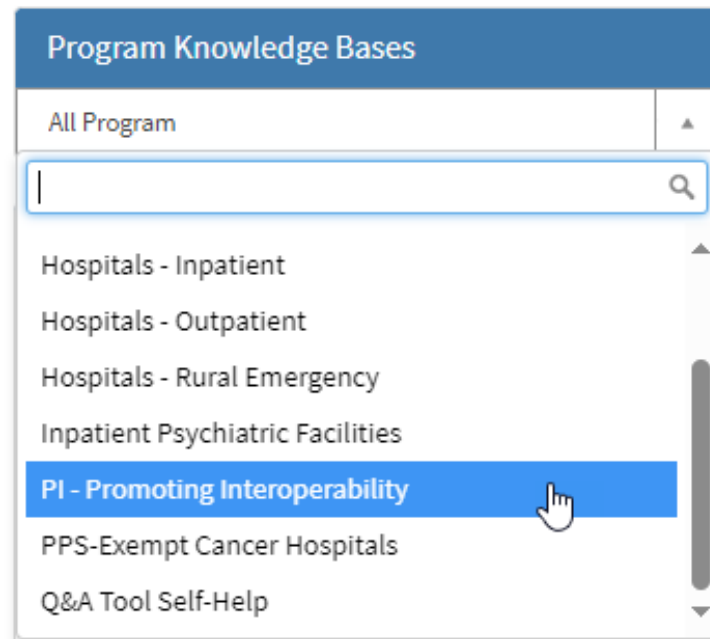 Program Knowledge Bases
All Program
Hospitals - Inpatient
Hospitals - Outpatient
Hospitals - Rural Emergency
Inpatient Psychiatric Facilities
PI - Promoting Interoperability
PPS-Exempt Cancer Hospitals
Q&A Tool Self-Help